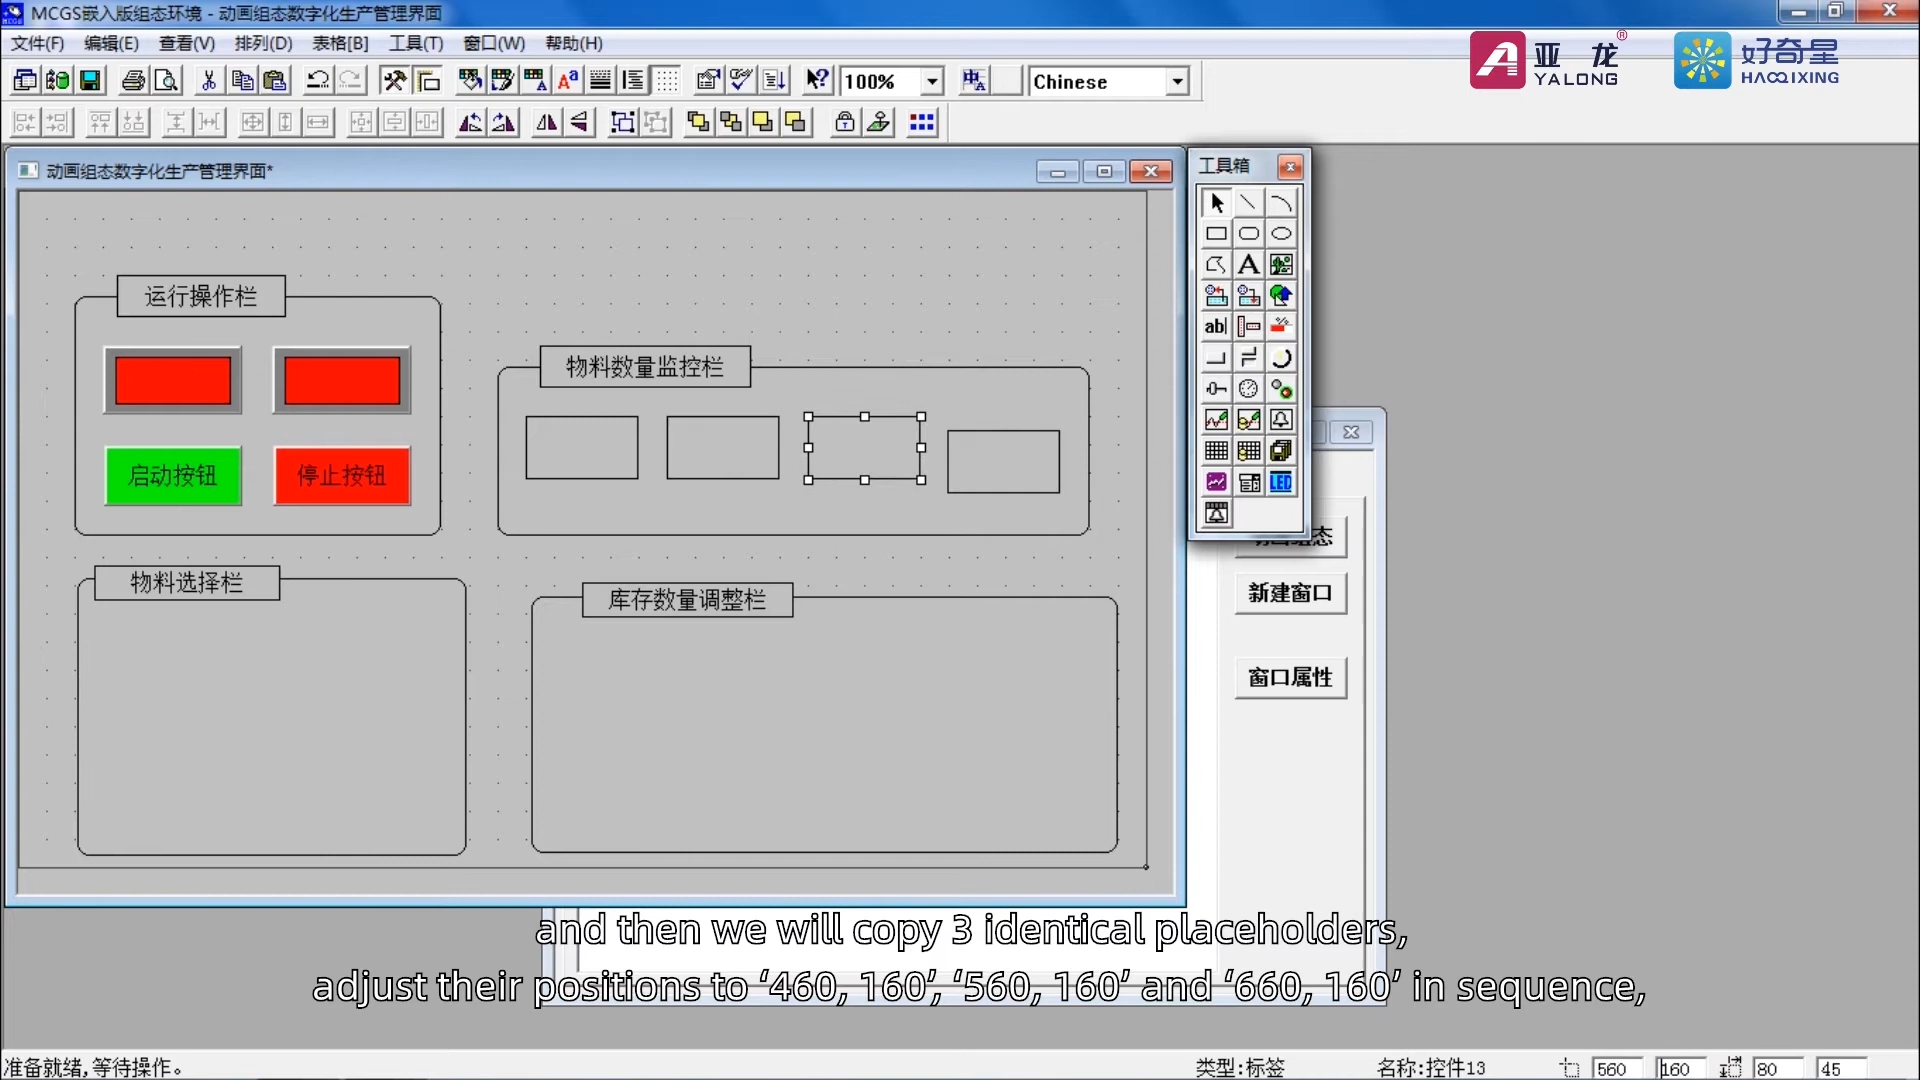 MCGS嵌入版组态环境 - 动画组态数字化生产管理界面
文件(F) 编辑(E) 查看(V) 排列(D) 表格[B] 工具(T) 窗口(W) 帮助(H)
100%
Chinese
亚龙®
YALONG
好奇星
HAOQIXING
动画组态数字化生产管理界面*
工具箱
运行操作栏
物料数量监控栏
启动按钮
停止按钮
物料选择栏
库存数量调整栏
A
ab|
LED
新建窗口
窗口属性
and then we will copy 3 identical placeholders,
adjust their positions to ‘460, 160’, ‘560, 160’ and ‘660, 160’ in sequence,
准备就绪,等待操作。
类型:标签
名称:控件13
560
160
80
45